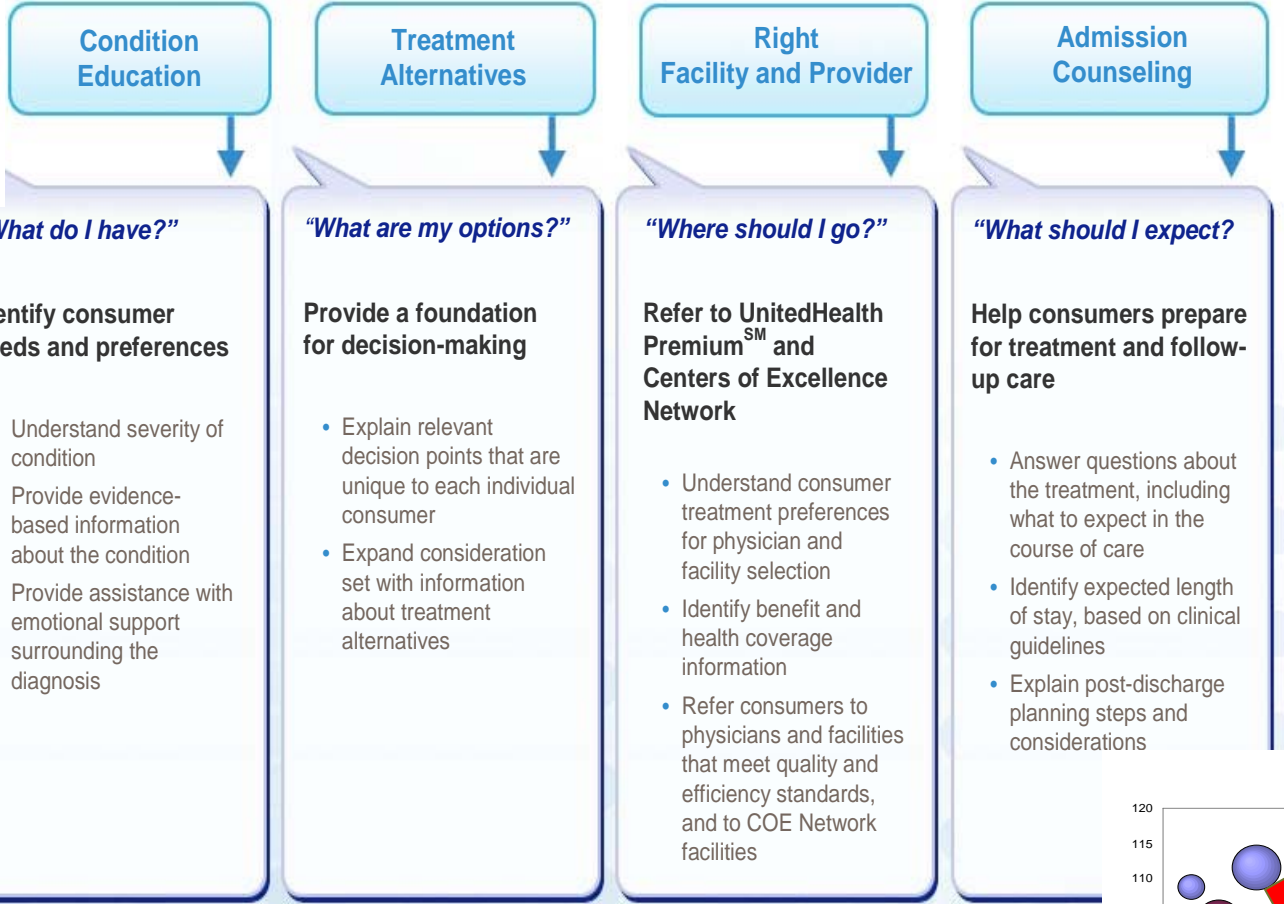 Condition
Education
Treatment
Alternatives
Right
Facility and Provider
Admission
Counseling
What do I have?”
consumer
and preferences
Understand severity of
condition
Provide evidence-
based information
about the condition
Provide assistance with
emotional support
surrounding the
diagnosis
“What are my options?”
Provide a foundation
for decision-making
• Explain relevant
decision points that are
unique to each individual
consumer
• Expand consideration
set with information
about treatment
alternatives
“Where should I go?”
Refer to UnitedHealth
Premium℠ and
Centers of Excellence
Network
• Understand consumer
treatment preferences
for physician and
facility selection
• Identify benefit and
health coverage
information
• Refer consumers to
physicians and facilities
that meet quality and
efficiency standards,
and to COE Network
facilities
“What should I expect?
Help consumers prepare
for treatment and follow-
up care
• Answer questions about
the treatment, including
what to expect in the
course of care
• Identify expected length
of stay, based on clinical
guidelines
• Explain post-discharge
planning steps and
considerations
120
115
110